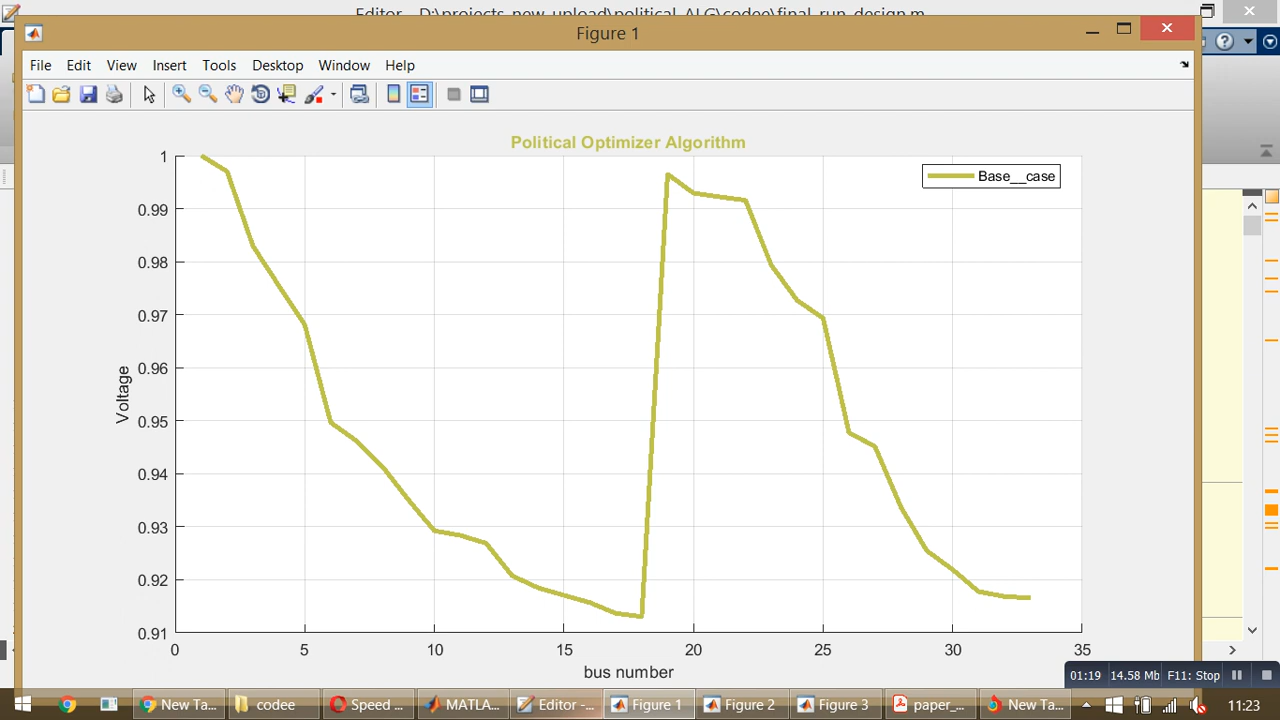 Editor - D:\projects_new_upload\political_ALG\codee\final_run_design.m
Figure 1
File Edit View Insert Tools Desktop Window Help
Political Optimizer Algorithm
Base__case
1
0.99
0.98
0.97
0.96
0.95
0.94
0.93
0.92
0.91
Voltage
0 5 10 15 20 25 30 35
bus number
01:19 14.58 Mb F11: Stop
New Ta... codee Speed ... MATLA... Editor -... Figure 1 Figure 2 Figure 3 paper_... New Ta... 11:23